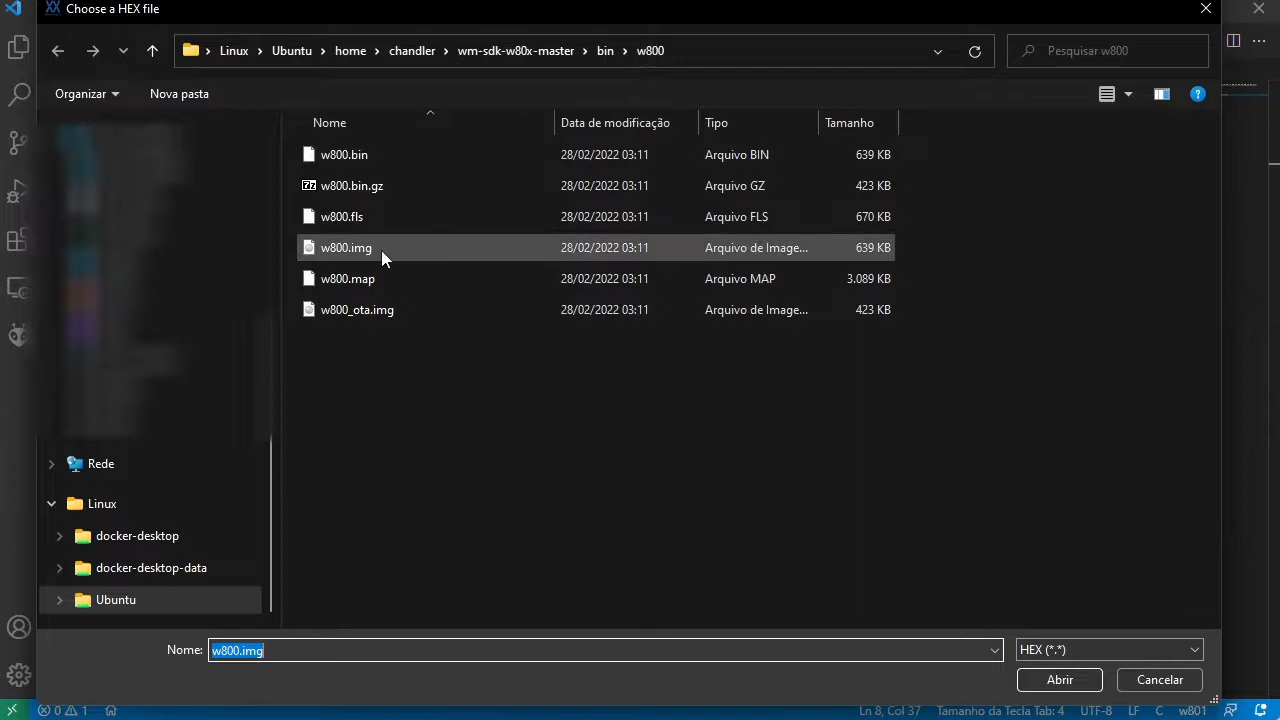 Choose a HEX file
Linux > Ubuntu > home > chandler > wm-sdk-w80x-master > bin > w800
Pesquisar w800
Organizar
Nova pasta
Nome
Data de modificação
Tipo
Tamanho
w800.bin 28/02/2022 03:11 Arquivo BIN 639 KB
w800.bin.gz 28/02/2022 03:11 Arquivo GZ 423 KB
w800.fls 28/02/2022 03:11 Arquivo FLS 670 KB
w800.img 28/02/2022 03:11 Arquivo de Image... 639 KB
w800.map 28/02/2022 03:11 Arquivo MAP 3.089 KB
w800_ota.img 28/02/2022 03:11 Arquivo de Image... 423 KB
Rede
Linux
docker-desktop
docker-desktop-data
Ubuntu
Nome: w800.img
HEX (*.*)
Abrir
Cancelar
0 1
Ln 8, Col 37
Tamanho da Tecla Tab: 4
UTF-8
LF
C
w801